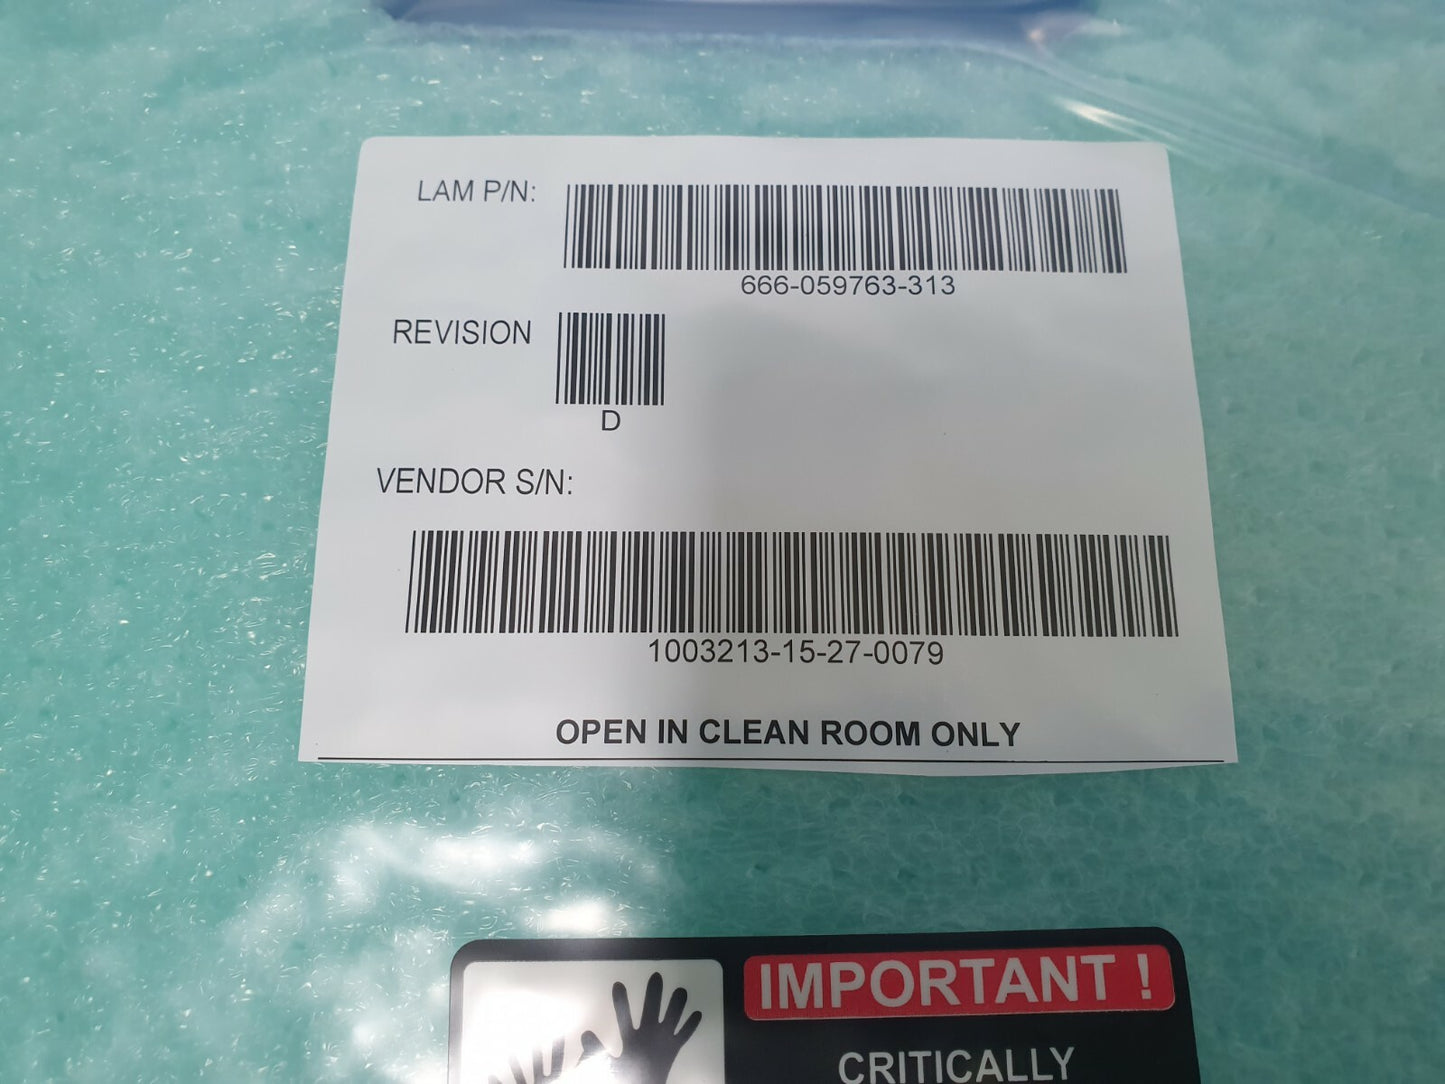 LAM P/N:
666-059763-313
REVISION
D
VENDOR S/N:
1003213-15-27-0079
OPEN IN CLEAN ROOM ONLY
IMPORTANT !
CRITICALLY